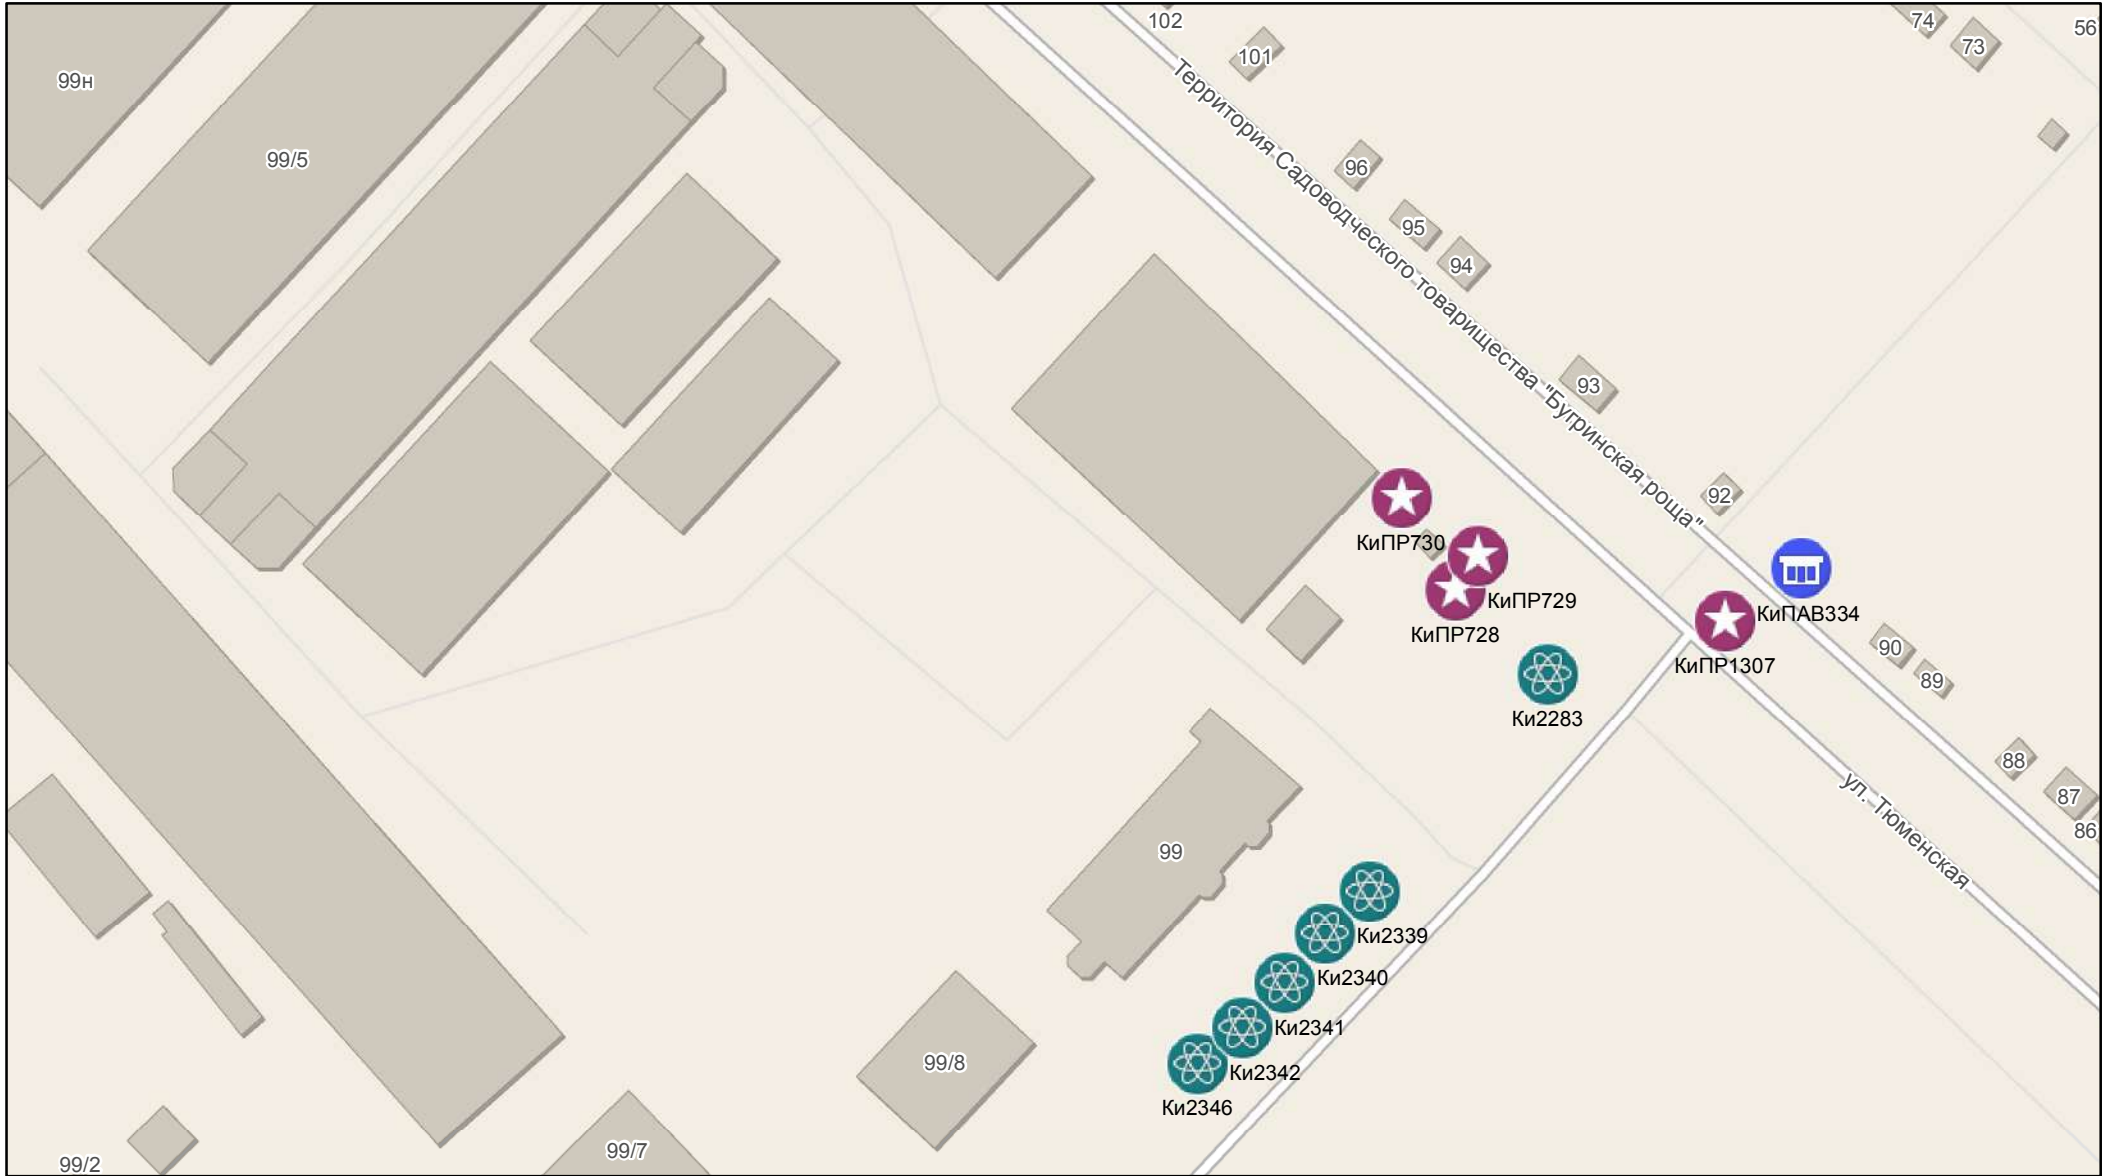 102
74
56
73
101
99н
99/5
96
Территория Садоводческого товарищества "Бугринская роща"
95
94
93
92
КиПР730
КиПР729
КиПАВ334
КиПР728
90
КиПР1307
89
Ки2283
88
87
ул. Тюменская
86
99
Ки2339
Ки2340
Ки2341
99/8
Ки2342
Ки2346
99/7
99/2